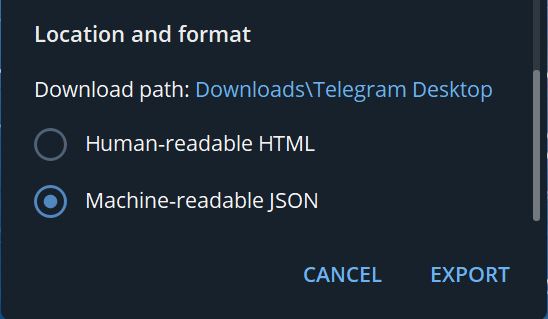 Location and format
Download path: Downloads\Telegram Desktop
Human-readable HTML
Machine-readable JSON
CANCEL EXPORT